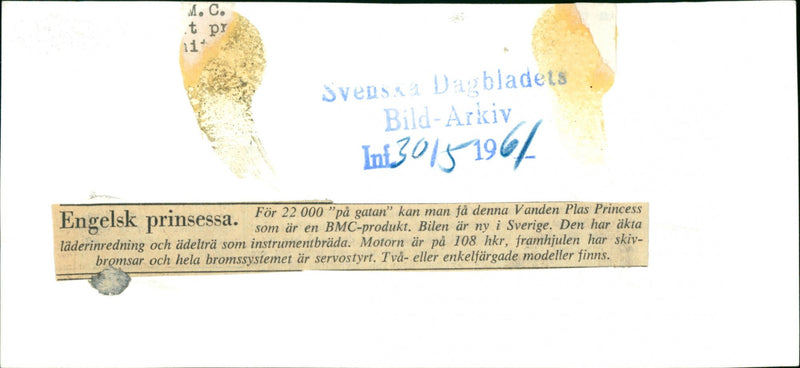 M. C.
t pr
Svenska Dagbladets
Bild-Arkiv
Inf 30/5 1961
Engelsk prinsessa. För 22 000 "på gatan" kan man få denna Vanden Plas Princess
som är en BMC-produkt. Bilen är ny i Sverige. Den har äkta
läderinredning och ädelträ som instrumentbräda. Motorn är på 108 hkr, framhjulen har skiv-
bromsar och hela bromssystemet är servostyrt. Två- eller enkelfärgade modeller finns.